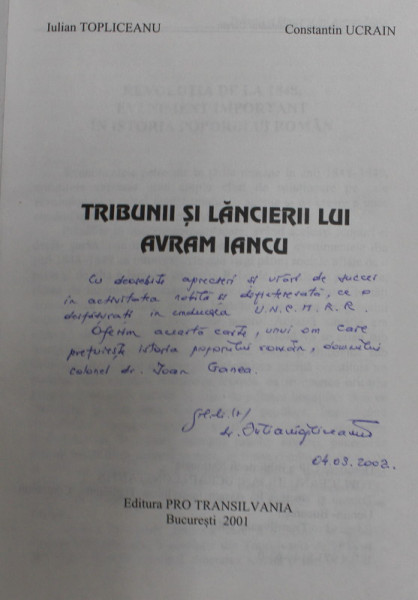 Iulian TOPLICEANU
Constantin UCRAIN
TRIBUNII ȘI LĂNCIERII LUI
AVRAM IANCU
Cu deosebite aprecieri și urări de succes
în activitatea nobilă și dezinteresată, ce o
desfășurați în conducerea U.N.C.M.R.R.
Oferim această carte, unui om care
prețuiește istoria poporului român, domnului
colonel dr. Ioan Ganea.
dr.
04.03.2002.
Editura PRO TRANSILVANIA
București 2001